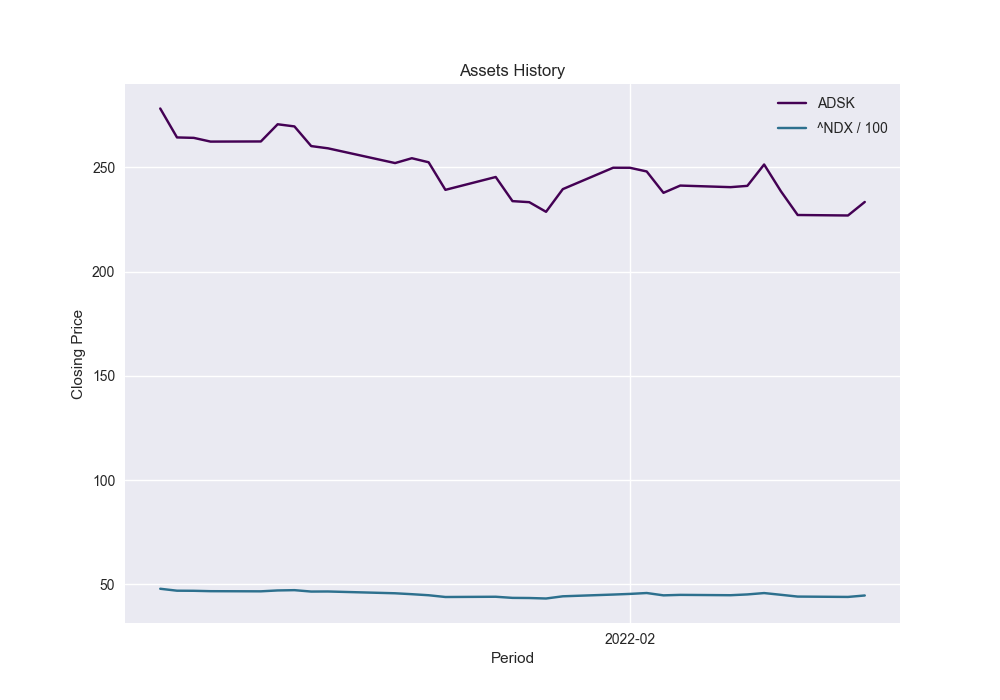 Assets History
ADSK
^NDX / 100
250
200
150
100
50
Closing Price
2022-02
Period